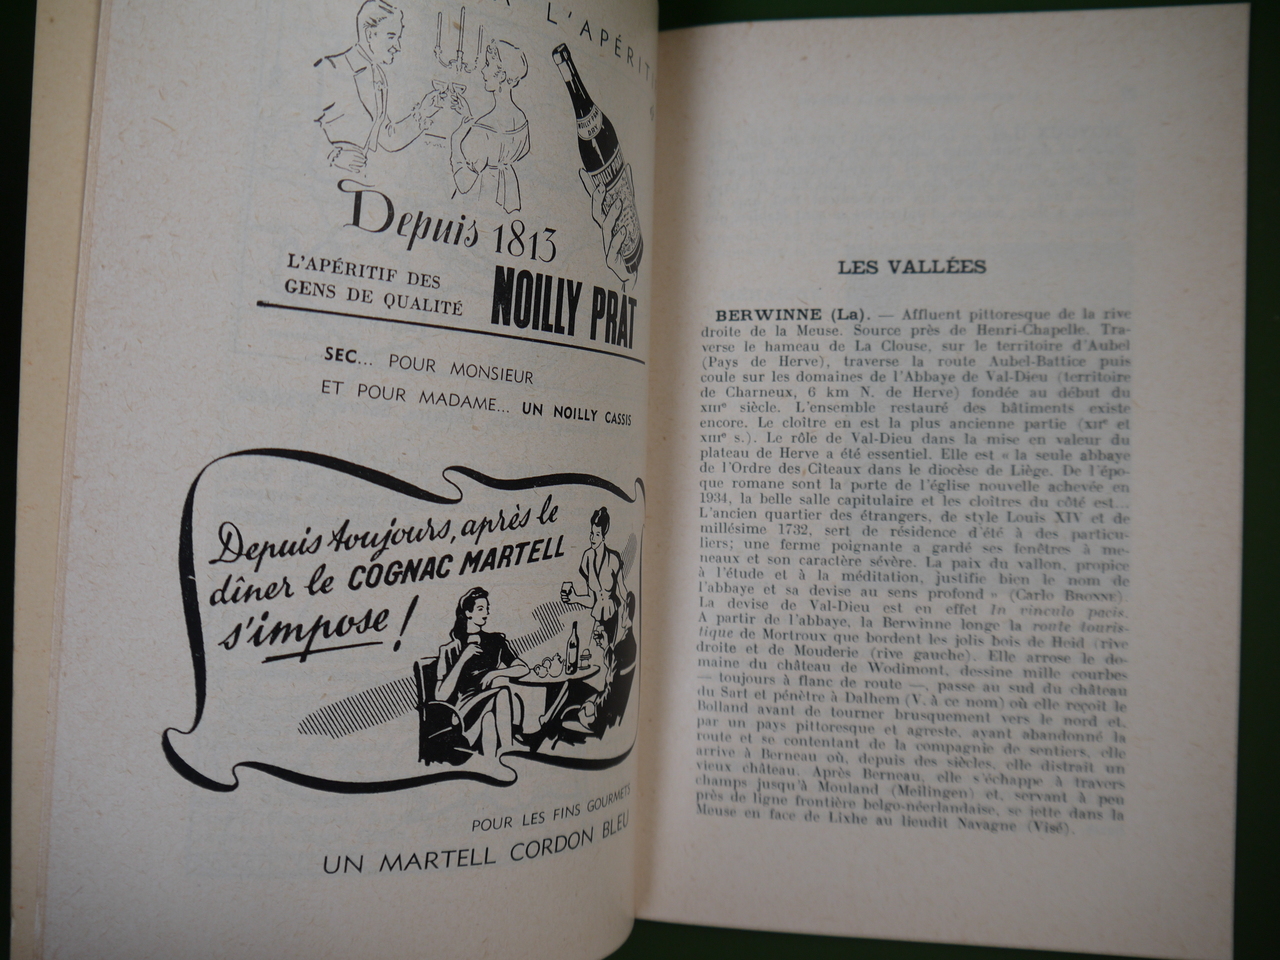 L'APÉRIT
NOILLY PRAT
DRY
Depuis 1813
L'APÉRITIF DES
GENS DE QUALITÉ
NOILLY PRAT
SEC... POUR MONSIEUR
ET POUR MADAME... UN NOILLY CASSIS
Depuis toujours, après le
dîner le COGNAC MARTELL
s'impose!
POUR LES FINS GOURMETS
UN MARTELL CORDON BLEU
LES VALLÉES
BERWINNE (La). — Affluent pittoresque de la rive
droite de la Meuse. Source près de Henri-Chapelle. Tra-
verse le hameau de La Clouse, sur le territoire d'Aubel
(Pays de Herve), traverse la route Aubel-Battice puis
coule sur les domaines de l'Abbaye de Val-Dieu (territoire
de Charneux, 6 km N. de Herve) fondée au début du
XIIIe siècle. L'ensemble restauré des bâtiments existe
encore. Le cloître en est la plus ancienne partie (XIIe et
XIIIe s.). Le rôle de Val-Dieu dans la mise en valeur du
plateau de Herve a été essentiel. Elle est « la seule abbaye
de l'Ordre des Cîteaux dans le diocèse de Liège. De l'épo-
que romane sont la porte de l'église nouvelle achevée en
1934, la belle salle capitulaire et les cloîtres du côté est...
L'ancien quartier des étrangers, de style Louis XIV et de
millésime 1732, sert de résidence d'été à des particu-
liers; une ferme poignante a gardé ses fenêtres à me-
neaux et son caractère sévère. La paix du vallon, propice
à l'étude et à la méditation, justifie bien le nom de
l'abbaye et sa devise au sens profond » (Carlo BRONNE).
La devise de Val-Dieu est en effet In vinculo pacis.
A partir de l'abbaye, la Berwinne longe la route touris-
tique de Mortroux que bordent les jolis bois de Heid (rive
droite et de Mouderie (rive gauche). Elle arrose le do-
maine du château de Wodimont, dessine mille courbes
— toujours à flanc de route —, passe au sud du château
du Sart et pénètre à Dalhem (V. à ce nom) où elle reçoit le
Bolland avant de tourner brusquement vers le nord et,
par un pays pittoresque et agreste, ayant abandonné la
route et se contentant de la compagnie de sentiers, elle
arrive à Berneau où, depuis des siècles, elle distrait un
vieux château. Après Berneau, elle s'échappe à travers
champs jusqu'à Mouland (Meilingen) et, servant à peu
près de ligne frontière belgo-néerlandaise, se jette dans la
Meuse en face de Lixhe au lieudit Navagne (Visé).